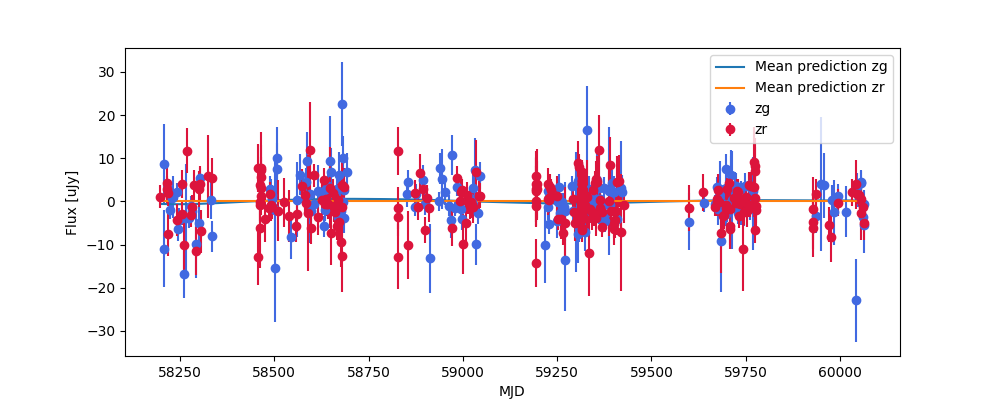 30
20
10
0
−10
−20
−30
Flux [uJy]
58250
58500
58750
59000
59250
59500
59750
60000
MJD
Mean prediction zg
Mean prediction zr
zg
zr